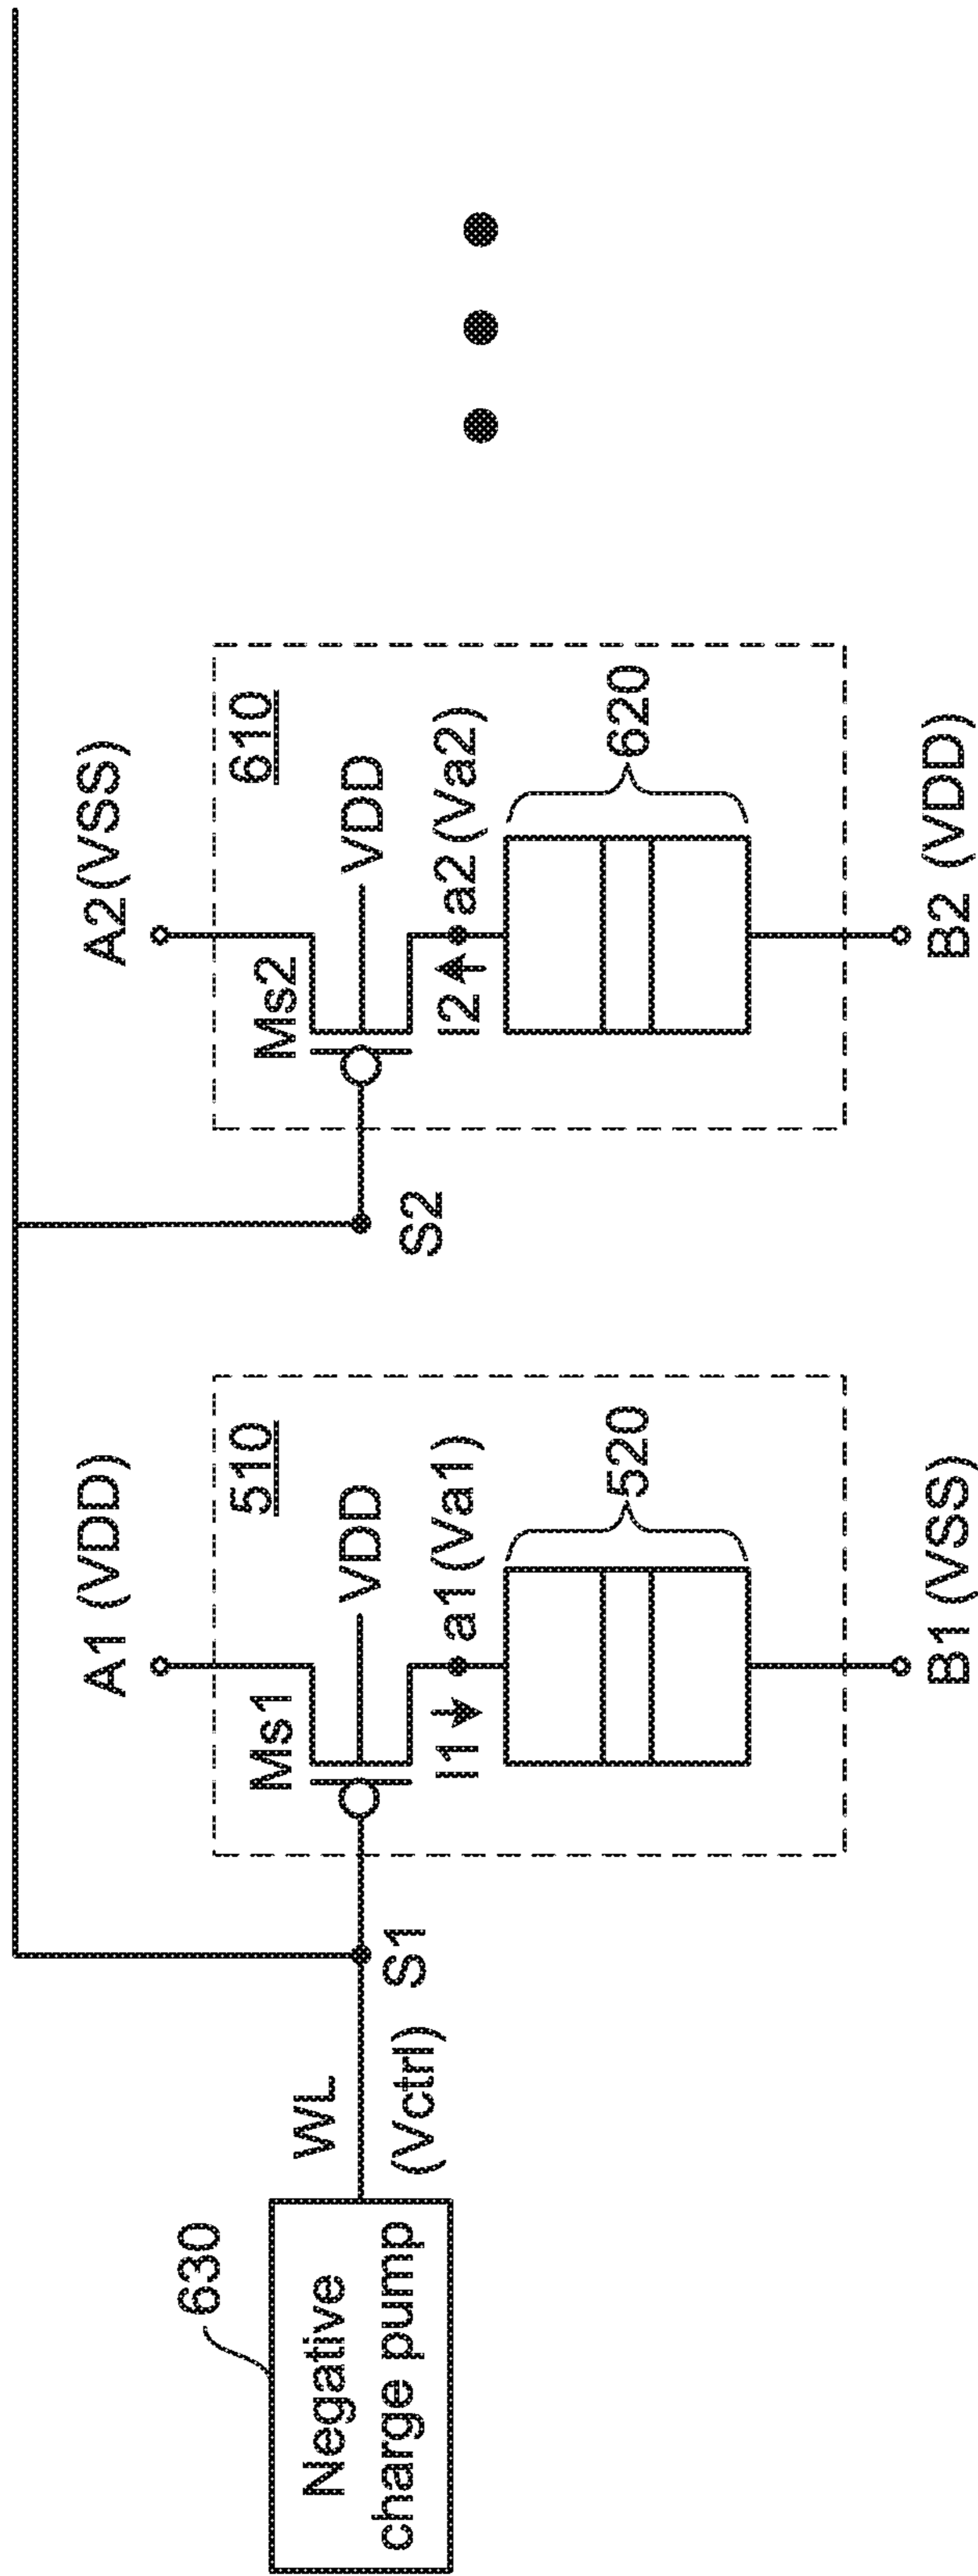 630
Negative
charge pump
WL
(Vctrl)
S1
A1 (VDD)
510
Ms1
VDD
I1
a1 (Va1)
520
B1 (VSS)
S2
A2 (VSS)
610
Ms2
VDD
I2
a2 (Va2)
620
B2 (VDD)